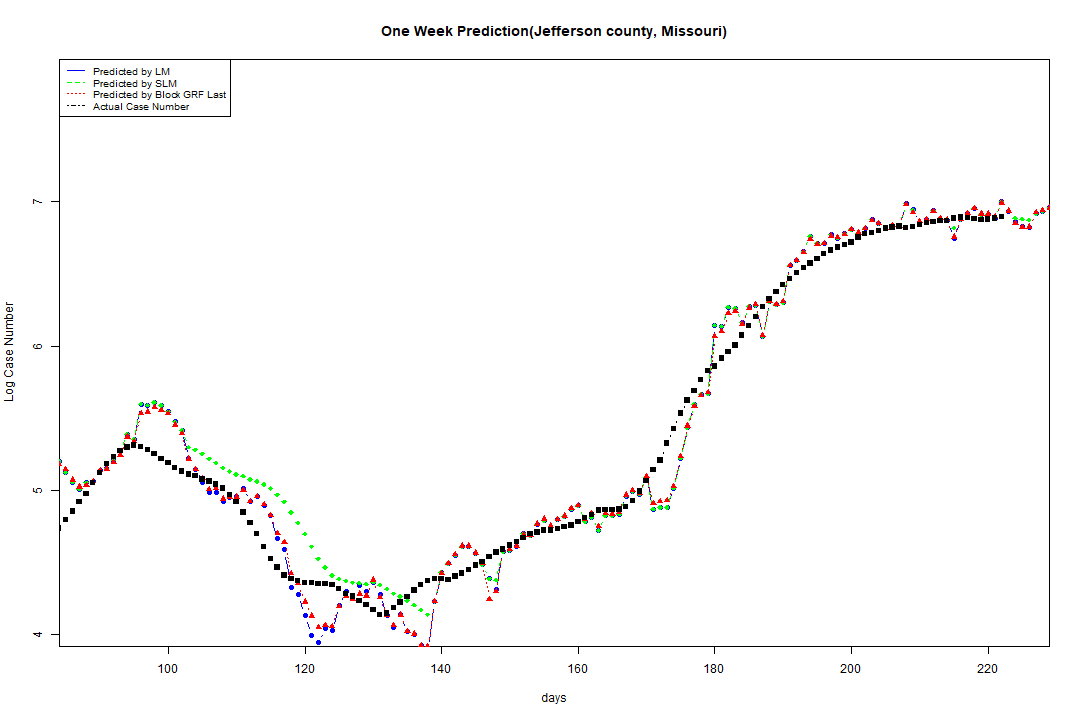 One Week Prediction(Jefferson county, Missouri)
Predicted by LM
Predicted by SLM
Predicted by Block GRF Last
Actual Case Number
Log Case Number
7
6
5
4
100 120 140 160 180 200 220
days